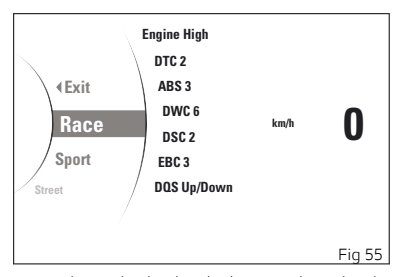 Engine High
DTC 2
Exit
ABS 3
Race
DWC 6
km/h
0
DSC 2
Sport
EBC 3
Street
DQS Up/Down
Fig 55